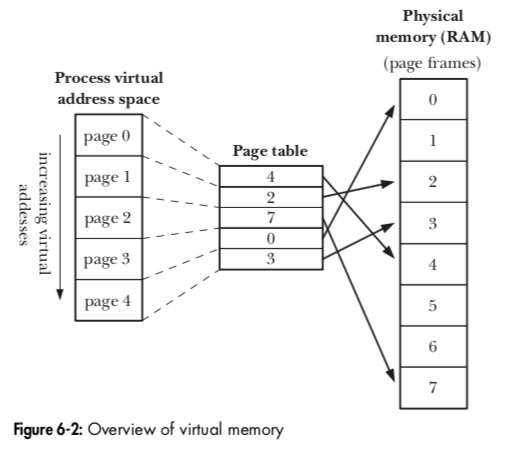 Physical
memory (RAM)
(page frames)
Process virtual
address space
increasing virtual
addesses
page 0
page 1
page 2
page 3
page 4
Page table
4
2
7
0
3
0
1
2
3
4
5
6
7
Figure 6-2: Overview of virtual memory